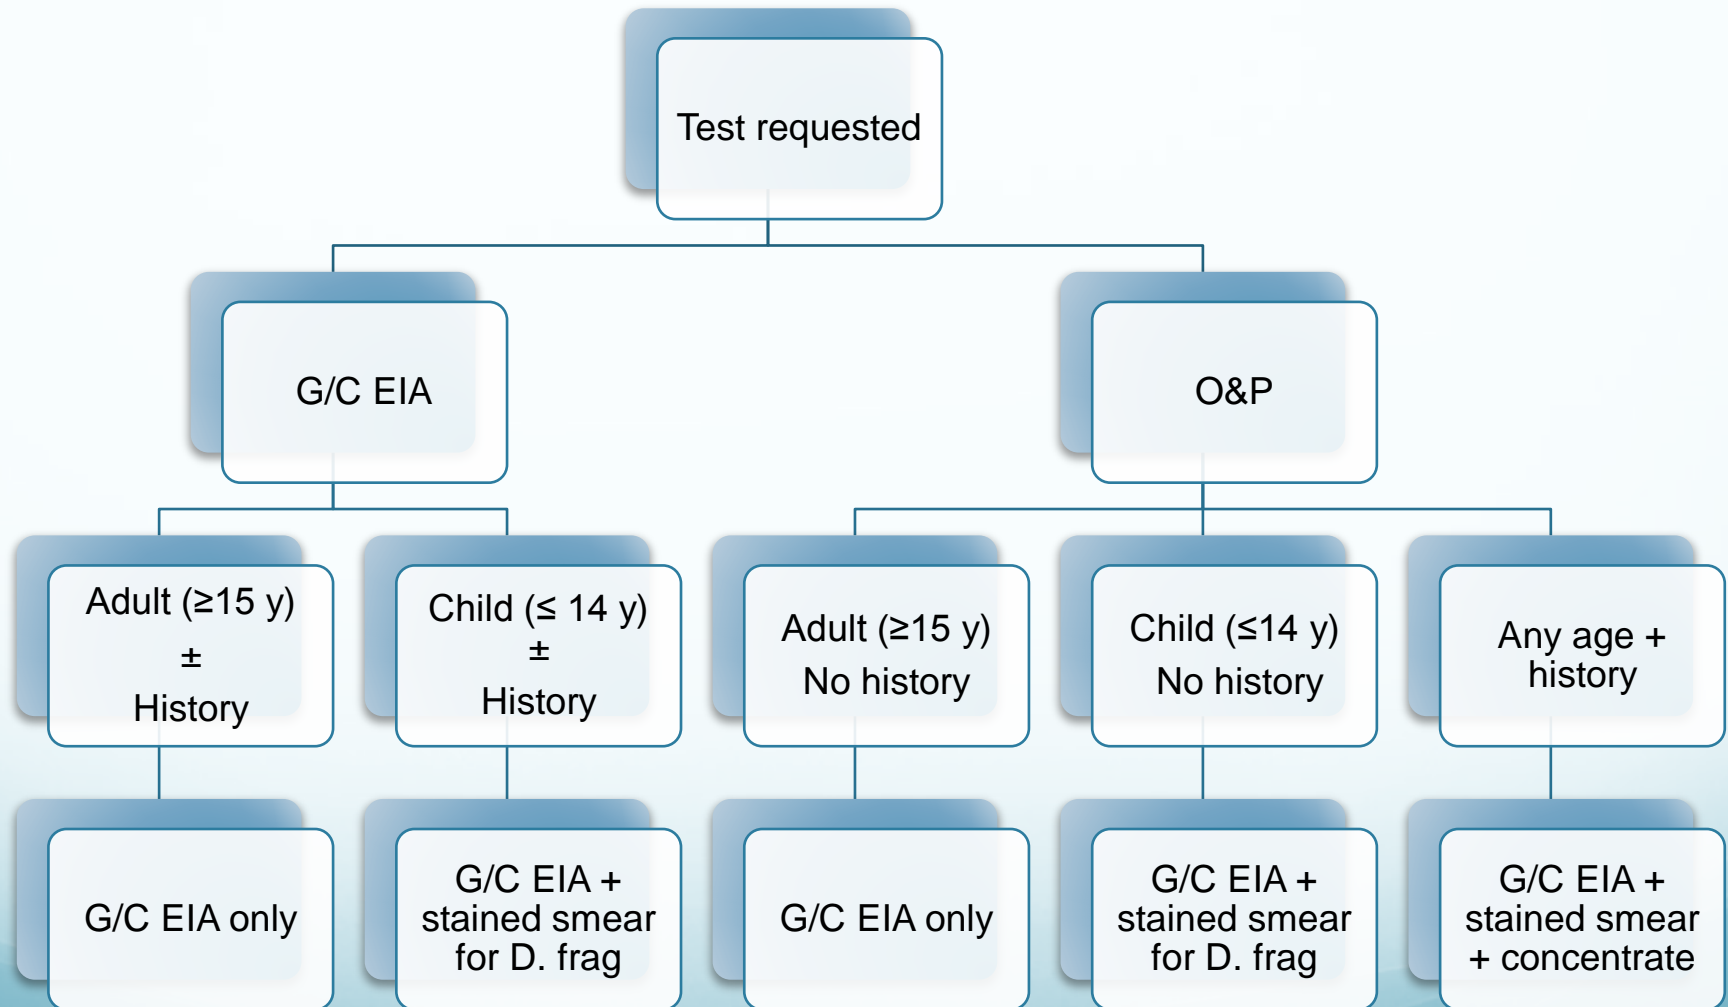 Test requested
G/C EIA
O&P
Adult (≥15 y)
±
History
Child (≤ 14 y)
±
History
Adult (≥15 y)
No history
Child (≤14 y)
No history
Any age +
history
G/C EIA only
G/C EIA +
stained smear
for D. frag
G/C EIA only
G/C EIA +
stained smear
for D. frag
G/C EIA +
stained smear
+ concentrate